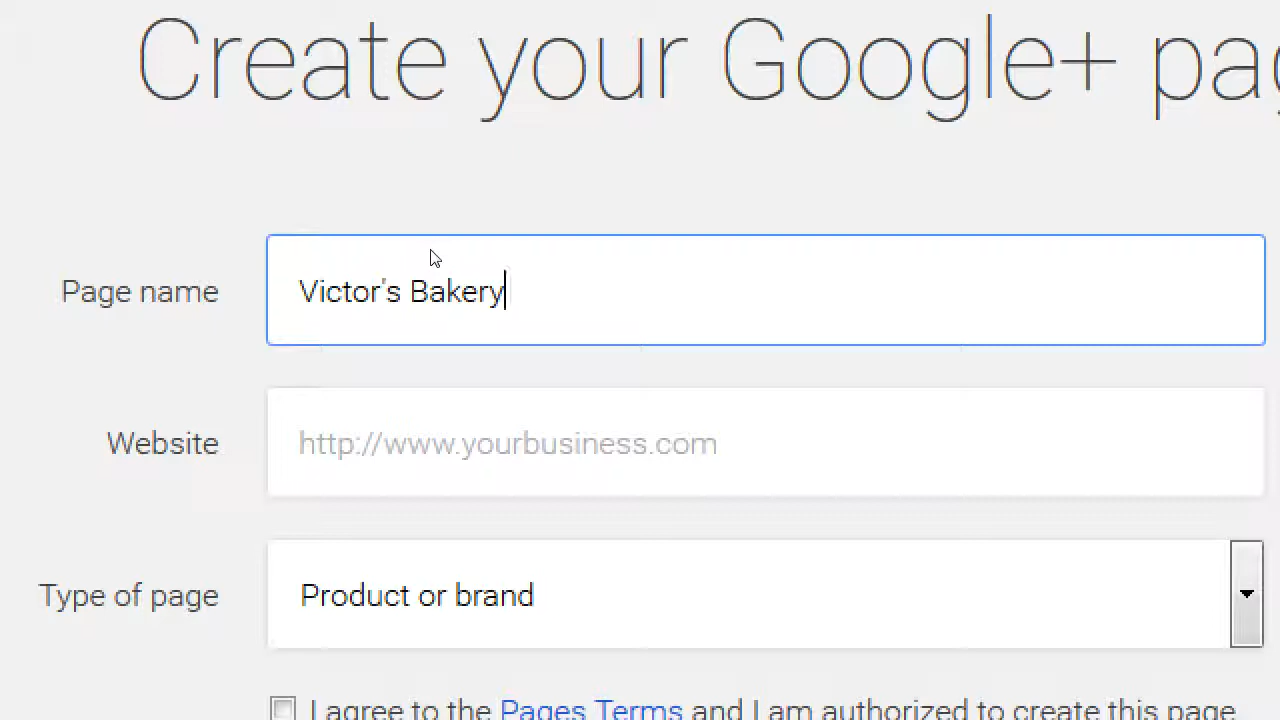 Create your Google+ pag
Page name
Victor's Bakery
Website
http://www.yourbusiness.com
Type of page
Product or brand
I agree to the Pages Terms and I am authorized to create this page.